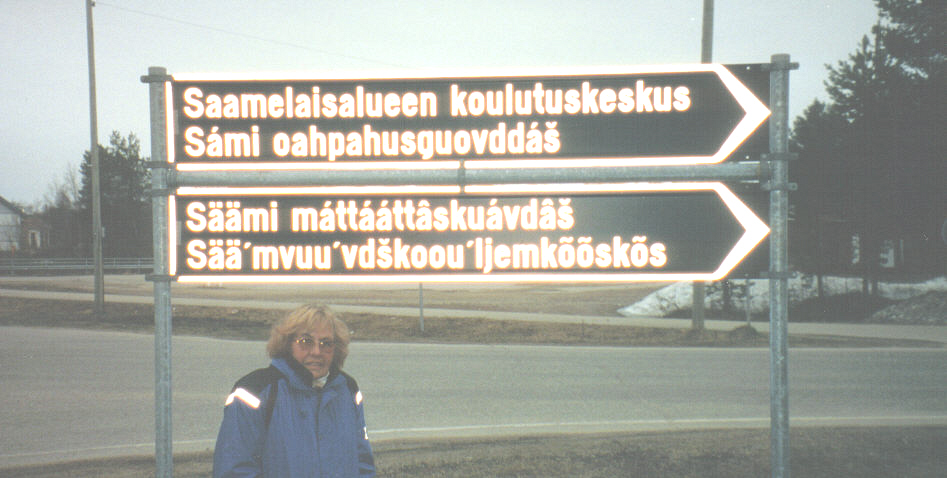 Saamelaisalueen koulutuskeskus
Sámi oahpahusguovddáš
Säämi máttááttâskuávdâš
Sää´mvuu´vdškoou´ljemkõõskõs